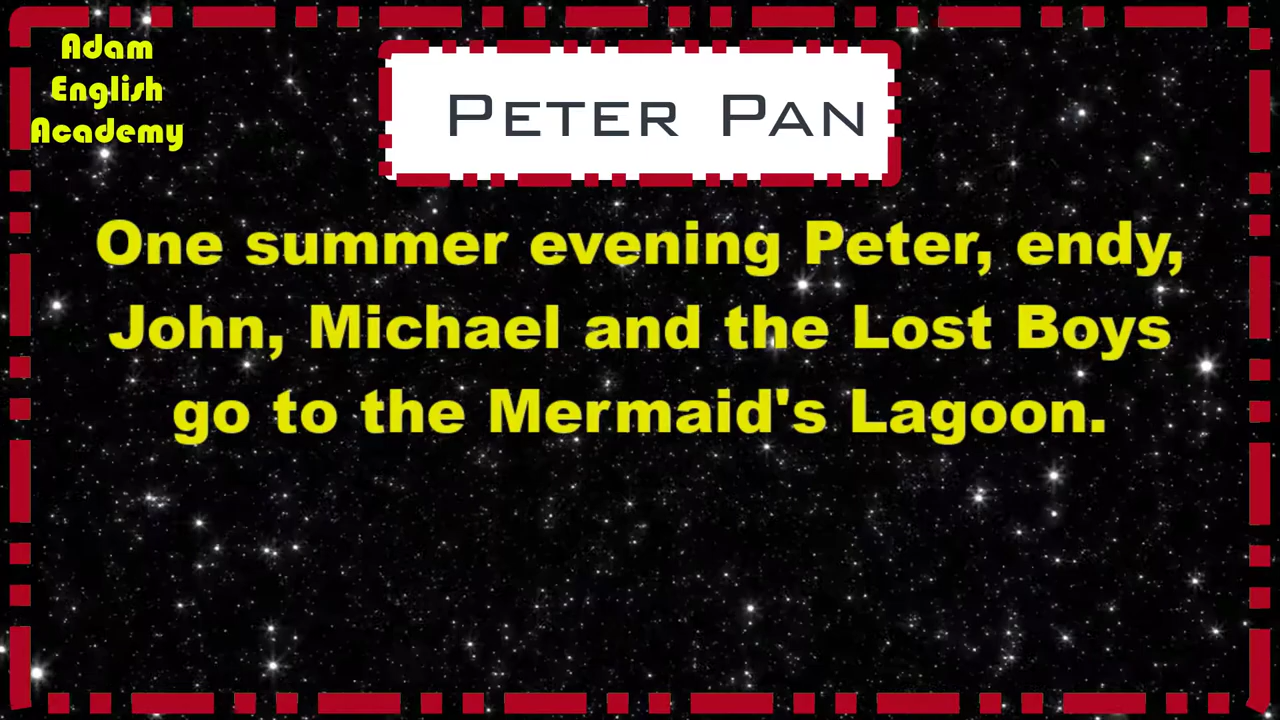 Adam
English
Academy
Peter Pan
One summer evening Peter, endy,
John, Michael and the Lost Boys
go to the Mermaid's Lagoon.